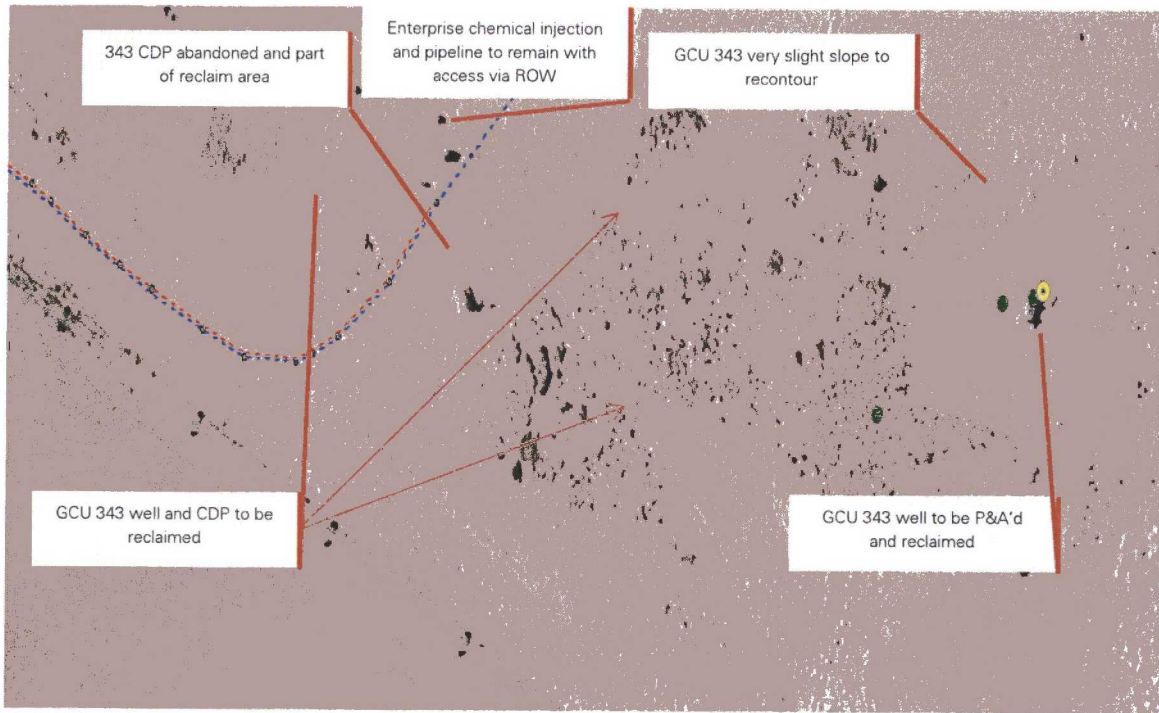 343 CDP abandoned and part
of reclaim area
Enterprise chemical injection
and pipeline to remain with
access via ROW
GCU 343 very slight slope to
recontour
GCU 343 well and CDP to be
reclaimed
GCU 343 well to be P&A'd
and reclaimed